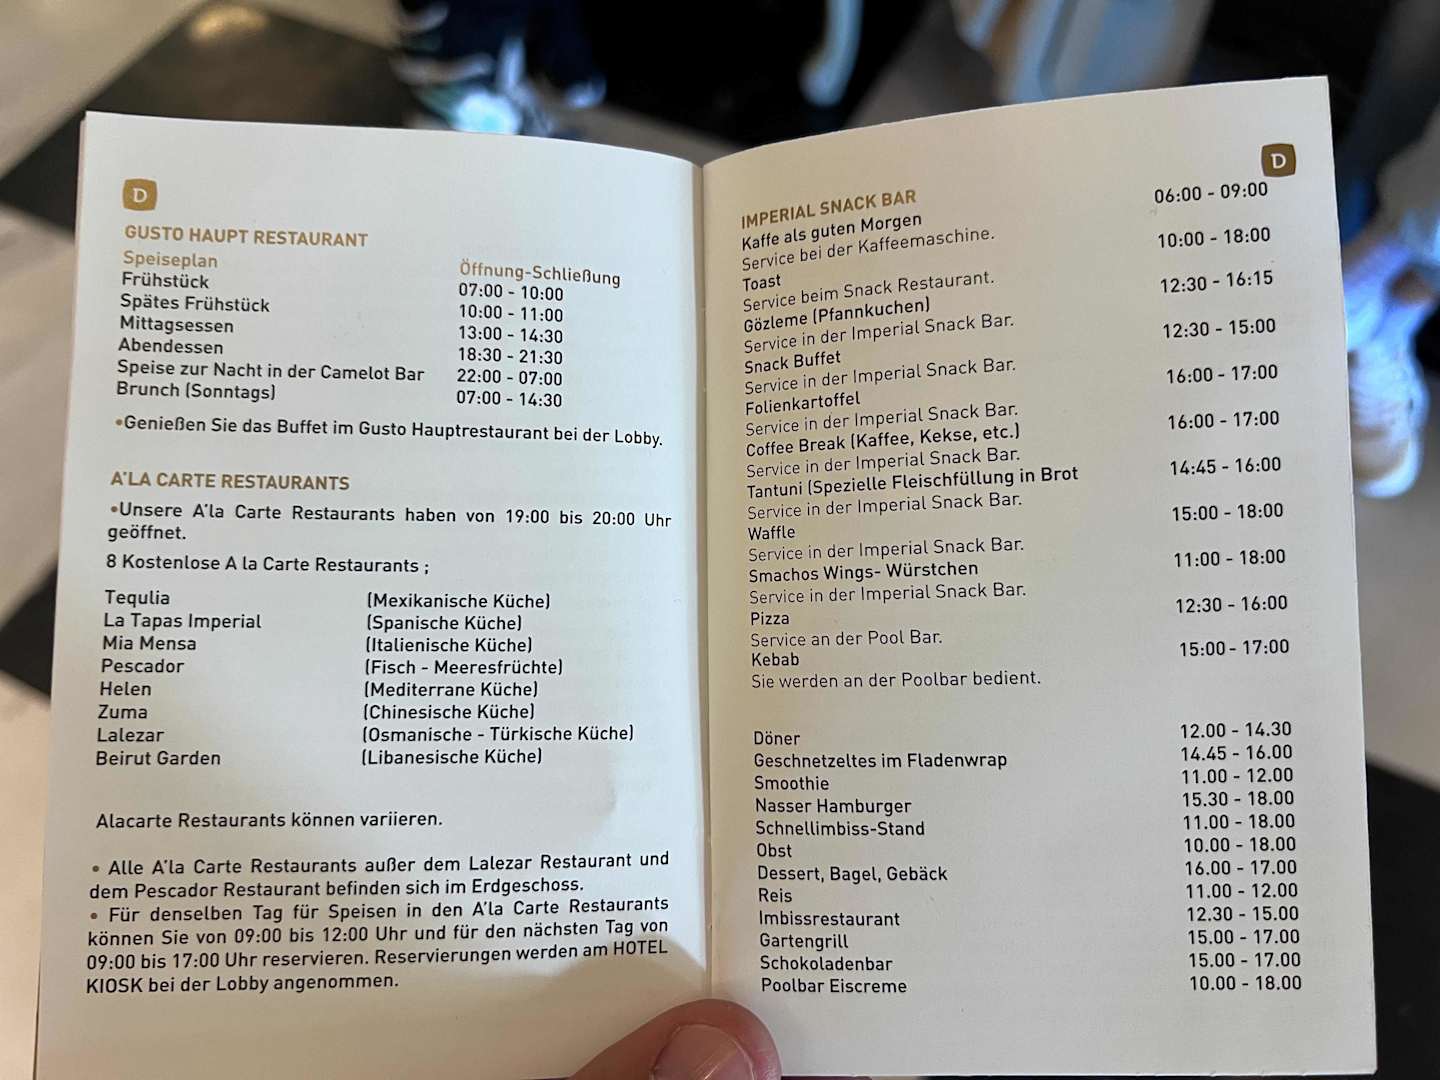 D
GUSTO HAUPT RESTAURANT
Speiseplan Öffnung-Schließung
Frühstück 07:00 - 10:00
Spätes Frühstück 10:00 - 11:00
Mittagsessen 13:00 - 14:30
Abendessen 18:30 - 21:30
Speise zur Nacht in der Camelot Bar 22:00 - 07:00
Brunch (Sonntags) 07:00 - 14:30
•Genießen Sie das Buffet im Gusto Hauptrestaurant bei der Lobby.
A'LA CARTE RESTAURANTS
•Unsere A'la Carte Restaurants haben von 19:00 bis 20:00 Uhr
geöffnet.
8 Kostenlose A la Carte Restaurants ;
Tequlia (Mexikanische Küche)
La Tapas Imperial (Spanische Küche)
Mia Mensa (Italienische Küche)
Pescador (Fisch - Meeresfrüchte)
Helen (Mediterrane Küche)
Zuma (Chinesische Küche)
Lalezar (Osmanische - Türkische Küche)
Beirut Garden (Libanesische Küche)
Alacarte Restaurants können variieren.
• Alle A'la Carte Restaurants außer dem Lalezar Restaurant und
dem Pescador Restaurant befinden sich im Erdgeschoss.
• Für denselben Tag für Speisen in den A'la Carte Restaurants
können Sie von 09:00 bis 12:00 Uhr und für den nächsten Tag von
09:00 bis 17:00 Uhr reservieren. Reservierungen werden am HOTEL
KIOSK bei der Lobby angenommen.
D
IMPERIAL SNACK BAR
Kaffe als guten Morgen 06:00 - 09:00
Service bei der Kaffeemaschine.
Toast 10:00 - 18:00
Service beim Snack Restaurant.
Gözleme (Pfannkuchen) 12:30 - 16:15
Service in der Imperial Snack Bar.
Snack Buffet 12:30 - 15:00
Service in der Imperial Snack Bar.
Folienkartoffel 16:00 - 17:00
Service in der Imperial Snack Bar.
Coffee Break (Kaffee, Kekse, etc.) 16:00 - 17:00
Service in der Imperial Snack Bar.
Tantuni (Spezielle Fleischfüllung in Brot 14:45 - 16:00
Service in der Imperial Snack Bar.
Waffle 15:00 - 18:00
Service in der Imperial Snack Bar.
Smachos Wings- Würstchen 11:00 - 18:00
Service in der Imperial Snack Bar.
Pizza 12:30 - 16:00
Service an der Pool Bar.
Kebab 15:00 - 17:00
Sie werden an der Poolbar bedient.
Döner 12.00 - 14.30
Geschnetzeltes im Fladenwrap 14.45 - 16.00
Smoothie 11.00 - 12.00
Nasser Hamburger 15.30 - 18.00
Schnellimbiss-Stand 11.00 - 18.00
Obst 10.00 - 18.00
Dessert, Bagel, Gebäck 16.00 - 17.00
Reis 11.00 - 12.00
Imbissrestaurant 12.30 - 15.00
Gartengrill 15.00 - 17.00
Schokoladenbar 15.00 - 17.00
Poolbar Eiscreme 10.00 - 18.00